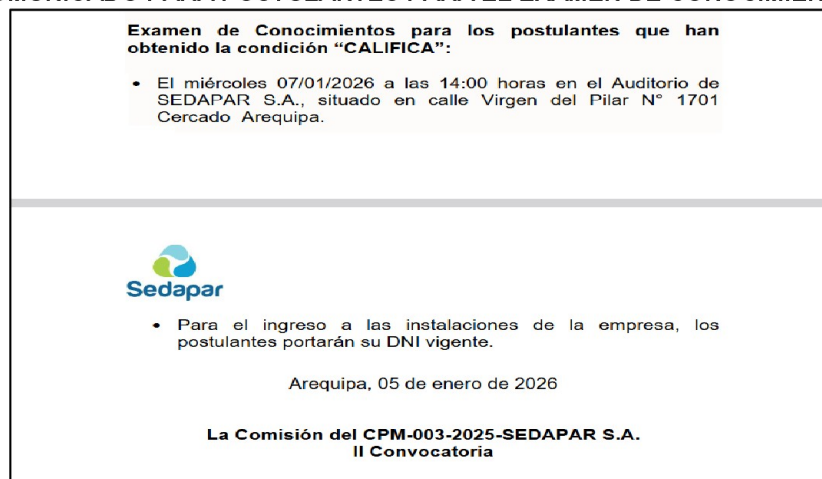 Examen de Conocimientos para los postulantes que han
obtenido la condición “CALIFICA”:
• El miércoles 07/01/2026 a las 14:00 horas en el Auditorio de
SEDAPAR S.A., situado en calle Virgen del Pilar N° 1701
Cercado Arequipa.
Sedapar
• Para el ingreso a las instalaciones de la empresa, los
postulantes portarán su DNI vigente.
Arequipa, 05 de enero de 2026
La Comisión del CPM-003-2025-SEDAPAR S.A.
II Convocatoria